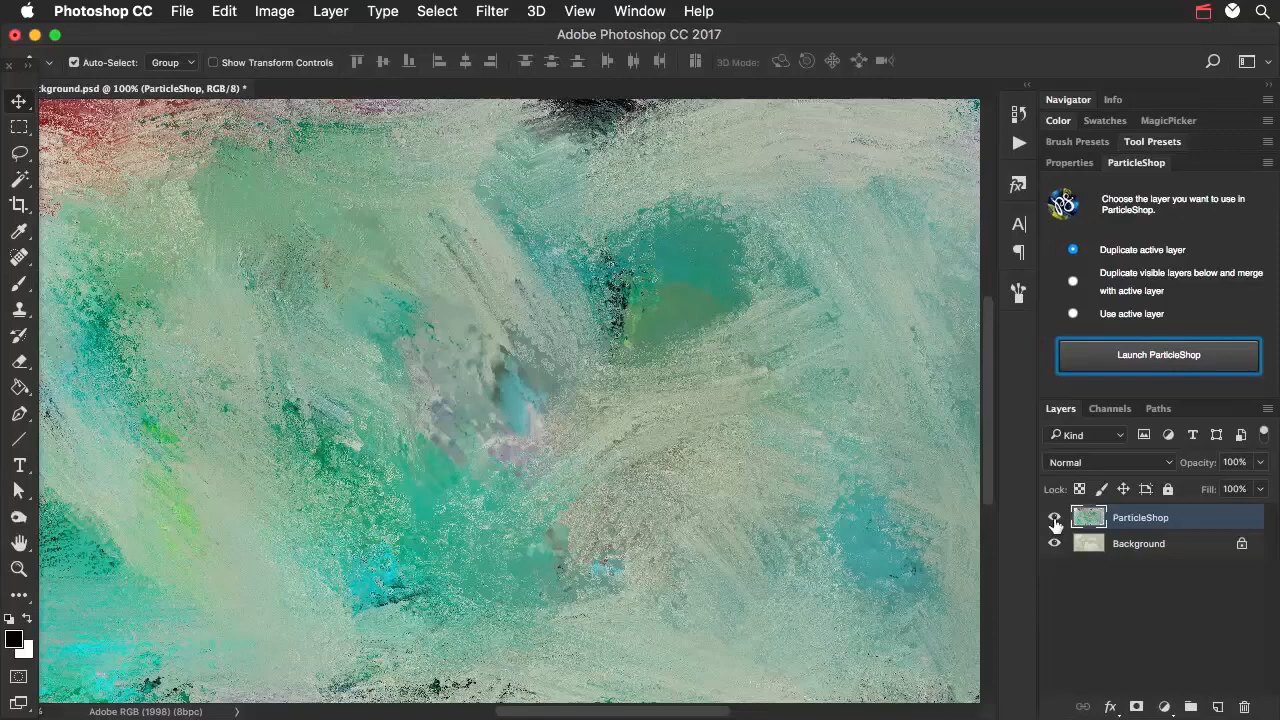 Photoshop CC File Edit Image Layer Type Select Filter 3D View Window Help
Adobe Photoshop CC 2017
Auto-Select: Group Show Transform Controls 3D Mode:
ckground.psd @ 100% (ParticleShop, RGB/8) *
Navigator Info
Color Swatches MagicPicker
Brush Presets Tool Presets
Properties ParticleShop
Choose the layer you want to use in
ParticleShop.
Duplicate active layer
Duplicate visible layers below and merge
with active layer
Use active layer
Launch ParticleShop
Layers Channels Paths
Kind
Normal Opacity: 100%
Lock: Fill: 100%
ParticleShop
Background
Adobe RGB (1998) (8bpc)